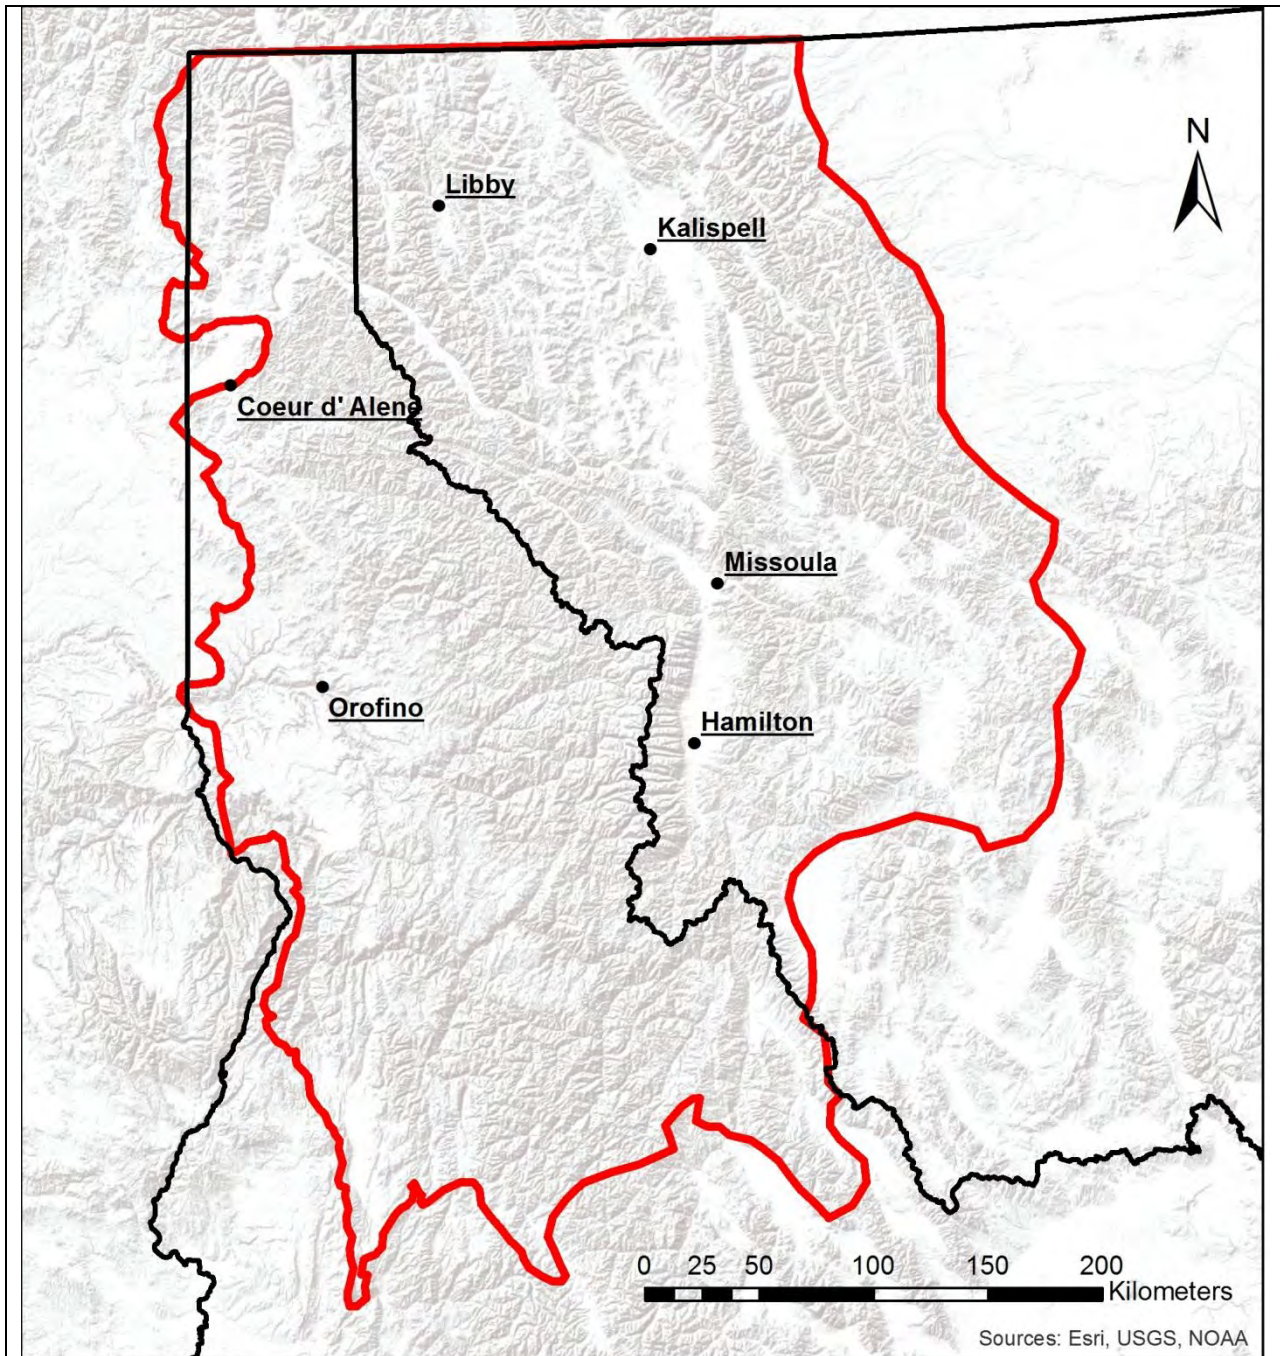 N
Libby
Kalispell
Coeur d' Alene
Missoula
Orofino
Hamilton
0 25 50 100 150 200
Kilometers
Sources: Esri, USGS, NOAA